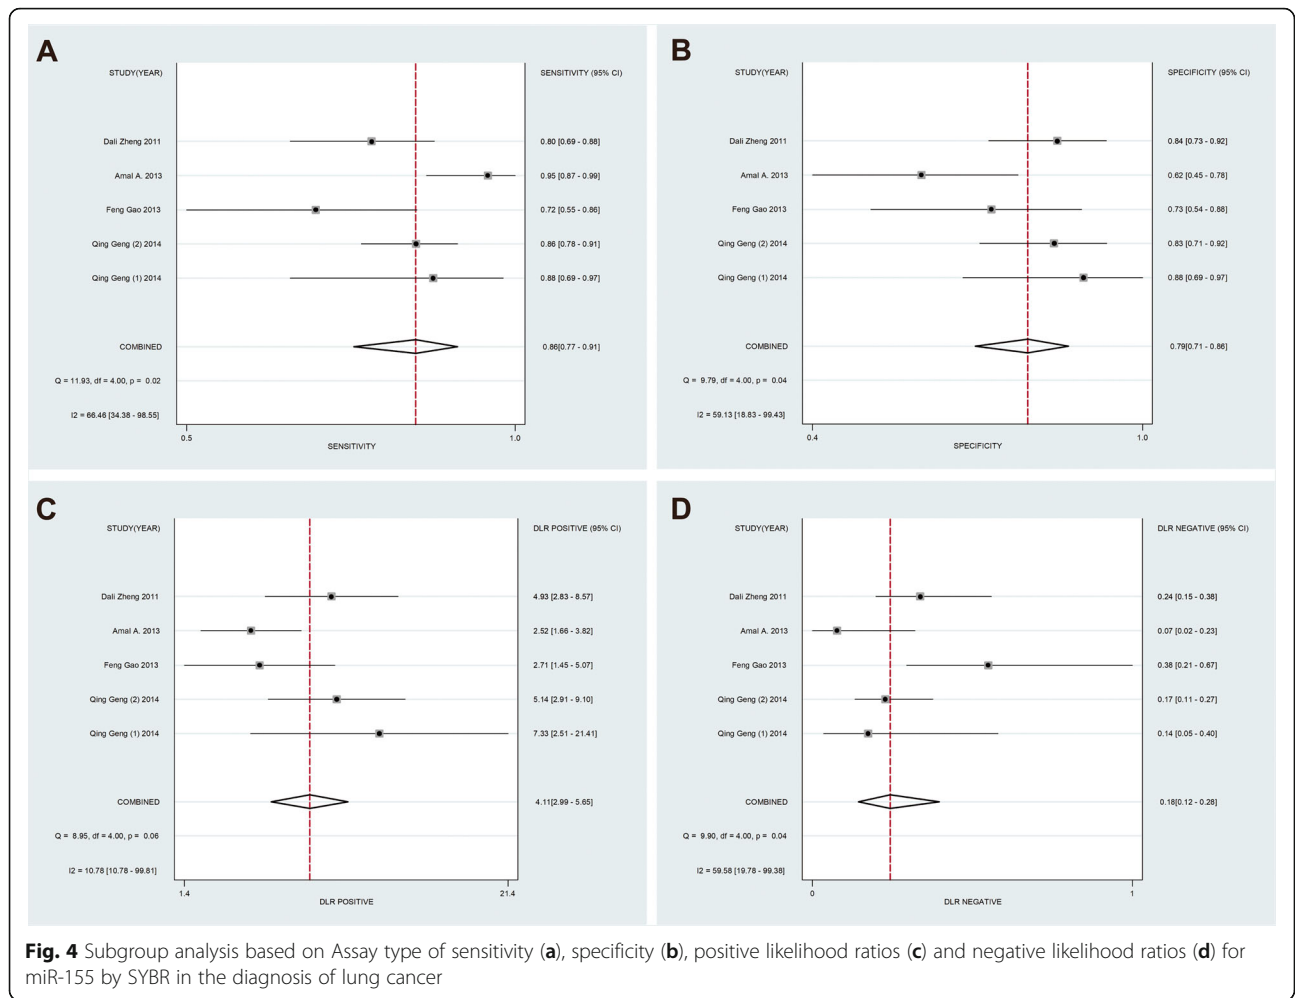 A
STUDY(YEAR) SENSITIVITY (95% CI)
Dali Zheng 2011 0.80 [0.69 - 0.88]
Amal A. 2013 0.95 [0.87 - 0.99]
Feng Gao 2013 0.72 [0.55 - 0.86]
Qing Geng (2) 2014 0.86 [0.78 - 0.91]
Qing Geng (1) 2014 0.88 [0.69 - 0.97]
COMBINED 0.86[0.77 - 0.91]
Q = 11.93, df = 4.00, p = 0.02
I2 = 66.46 [34.38 - 98.55]
0.5 1.0
SENSITIVITY
B
STUDY(YEAR) SPECIFICITY (95% CI)
Dali Zheng 2011 0.84 [0.73 - 0.92]
Amal A. 2013 0.62 [0.45 - 0.78]
Feng Gao 2013 0.73 [0.54 - 0.88]
Qing Geng (2) 2014 0.83 [0.71 - 0.92]
Qing Geng (1) 2014 0.88 [0.69 - 0.97]
COMBINED 0.79[0.71 - 0.86]
Q = 9.79, df = 4.00, p = 0.04
I2 = 59.13 [18.83 - 99.43]
0.4 1.0
SPECIFICITY
C
STUDY(YEAR) DLR POSITIVE (95% CI)
Dali Zheng 2011 4.93 [2.83 - 8.57]
Amal A. 2013 2.52 [1.66 - 3.82]
Feng Gao 2013 2.71 [1.45 - 5.07]
Qing Geng (2) 2014 5.14 [2.91 - 9.10]
Qing Geng (1) 2014 7.33 [2.51 - 21.41]
COMBINED 4.11[2.99 - 5.65]
Q = 8.95, df = 4.00, p = 0.06
I2 = 10.78 [10.78 - 99.81]
1.4 21.4
DLR POSITIVE
D
STUDY(YEAR) DLR NEGATIVE (95% CI)
Dali Zheng 2011 0.24 [0.15 - 0.38]
Amal A. 2013 0.07 [0.02 - 0.23]
Feng Gao 2013 0.38 [0.21 - 0.67]
Qing Geng (2) 2014 0.17 [0.11 - 0.27]
Qing Geng (1) 2014 0.14 [0.05 - 0.40]
COMBINED 0.18[0.12 - 0.28]
Q = 9.90, df = 4.00, p = 0.04
I2 = 59.58 [19.78 - 99.38]
0 1
DLR NEGATIVE
Fig. 4 Subgroup analysis based on Assay type of sensitivity (a), specificity (b), positive likelihood ratios (c) and negative likelihood ratios (d) for
miR-155 by SYBR in the diagnosis of lung cancer